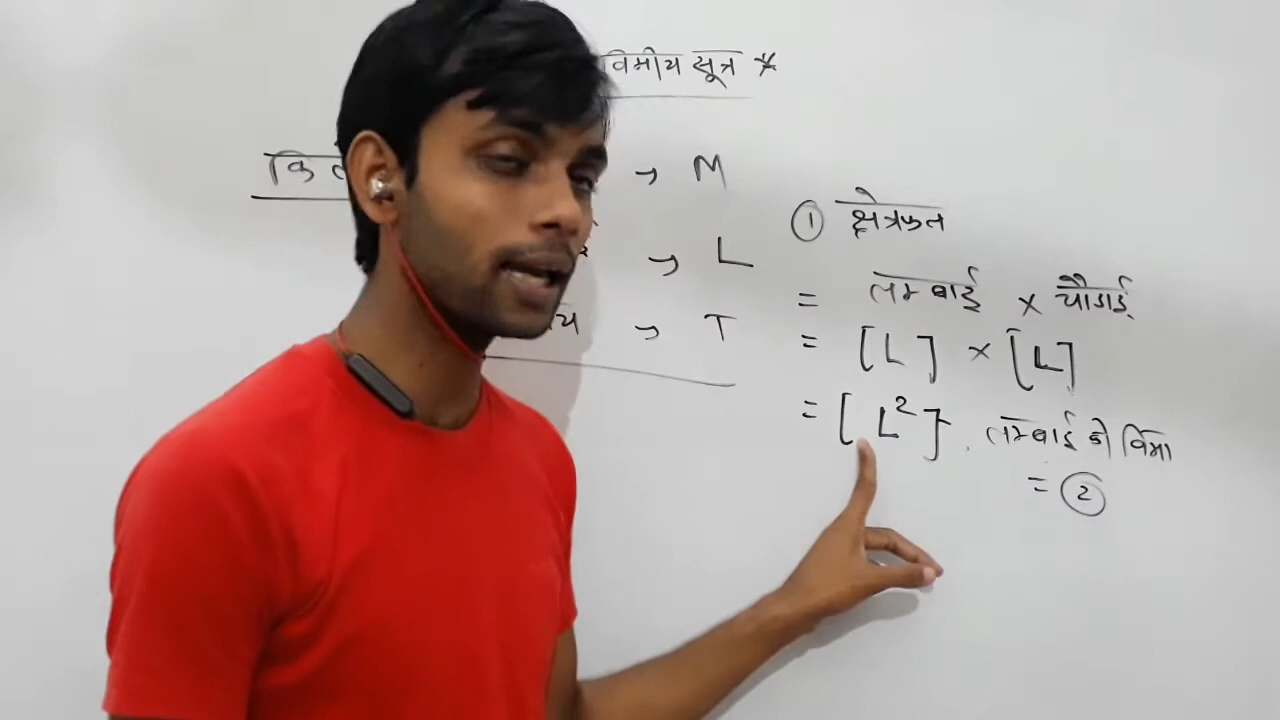 विमीय सूत्र *
कि → M
→ L
य → T
① क्षेत्रफल
= लम्बाई × चौडाई
= [L] × [L]
= [L²]. लम्बाई की विमा
= ②